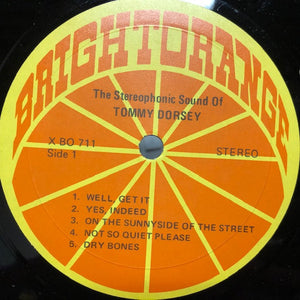 BRIGHTORANGE
The Stereophonic Sound Of
TOMMY DORSEY
X BO 711
Side 1
STEREO
1. WELL, GET IT
2. YES, INDEED
3. ON THE SUNNYSIDE OF THE STREET
4. NOT SO QUIET PLEASE
5. DRY BONES